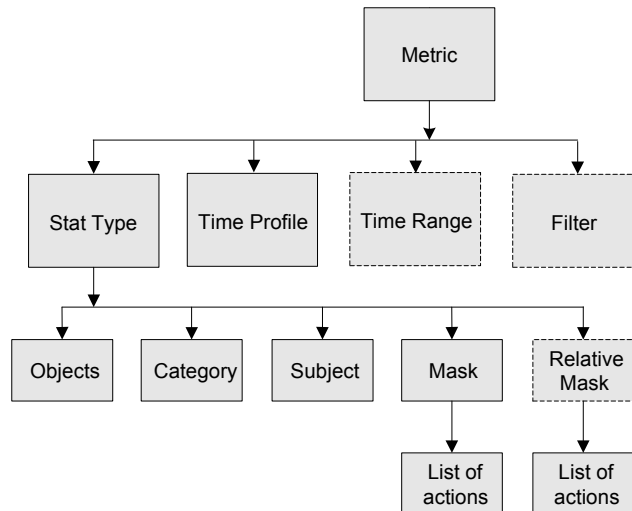 Metric
Stat Type
Time Profile
Time Range
Filter
Objects
Category
Subject
Mask
Relative
Mask
List of
actions
List of
actions